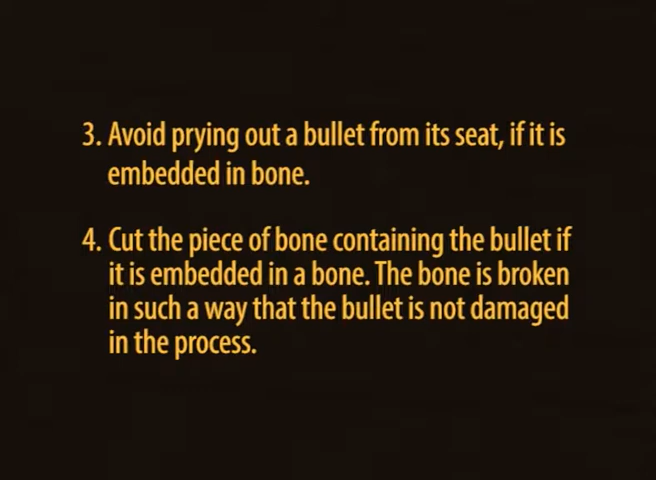 3. Avoid prying out a bullet from its seat, if it is
embedded in bone.
4. Cut the piece of bone containing the bullet if
it is embedded in a bone. The bone is broken
in such a way that the bullet is not damaged
in the process.